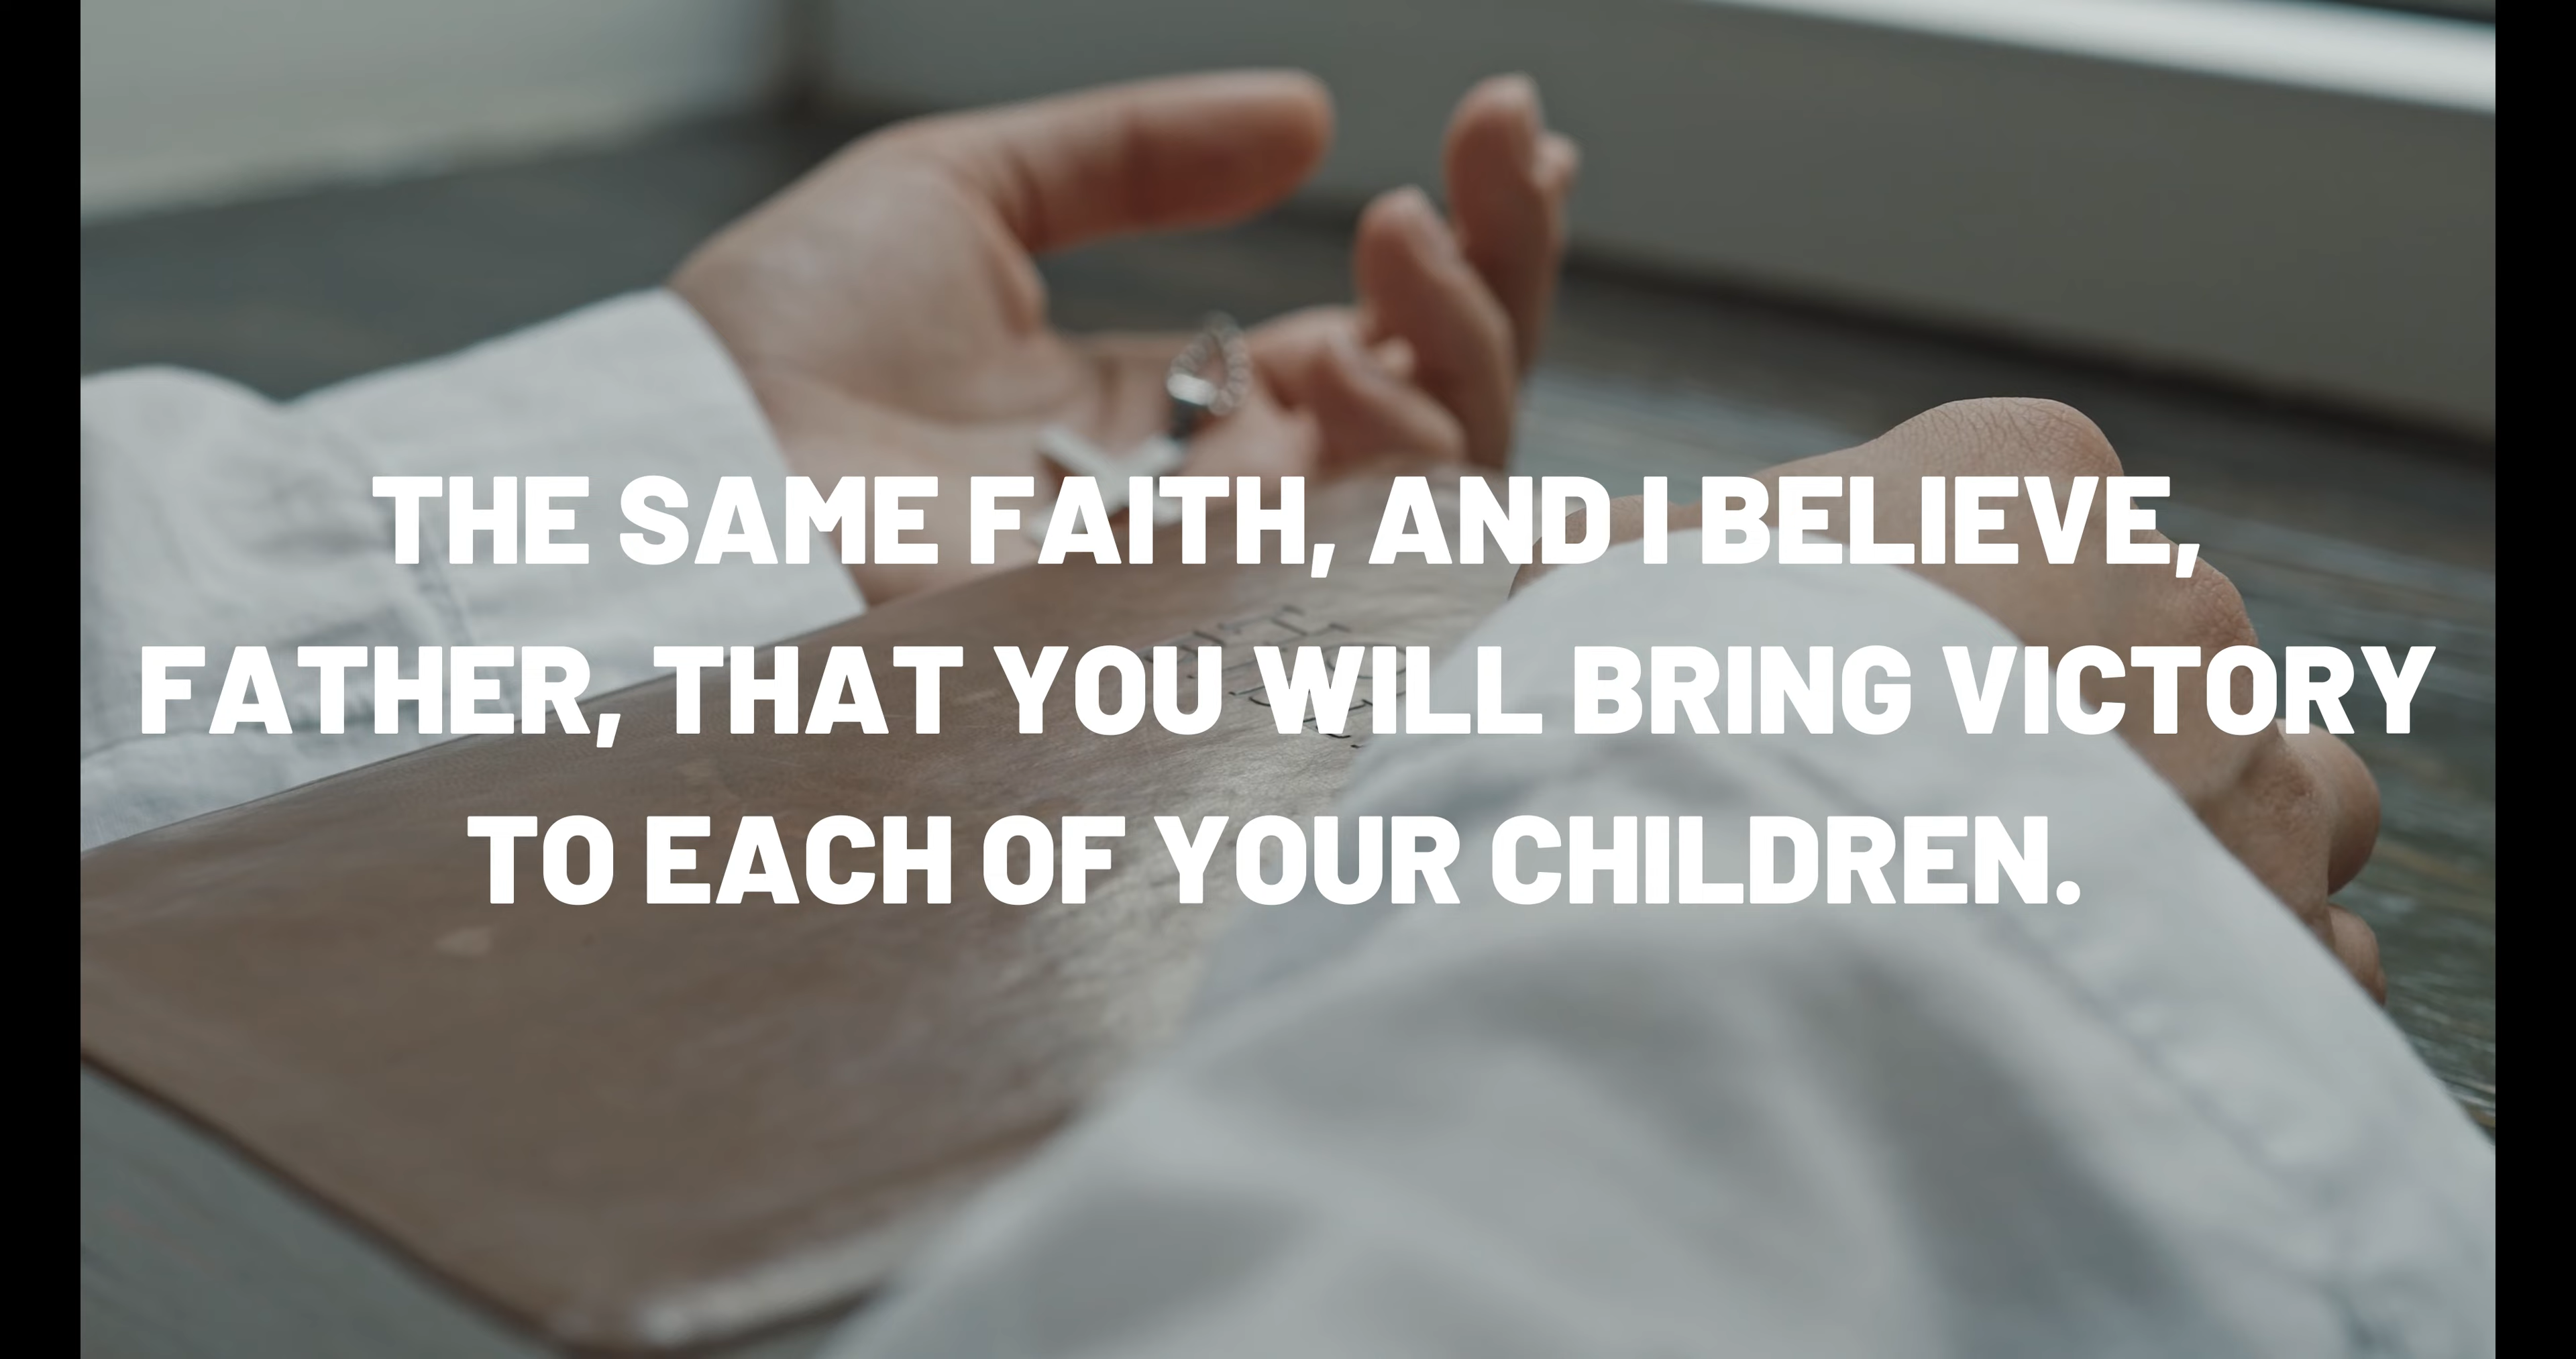 THE SAME FAITH, AND I BELIEVE,
FATHER, THAT YOU WILL BRING VICTORY
TO EACH OF YOUR CHILDREN.